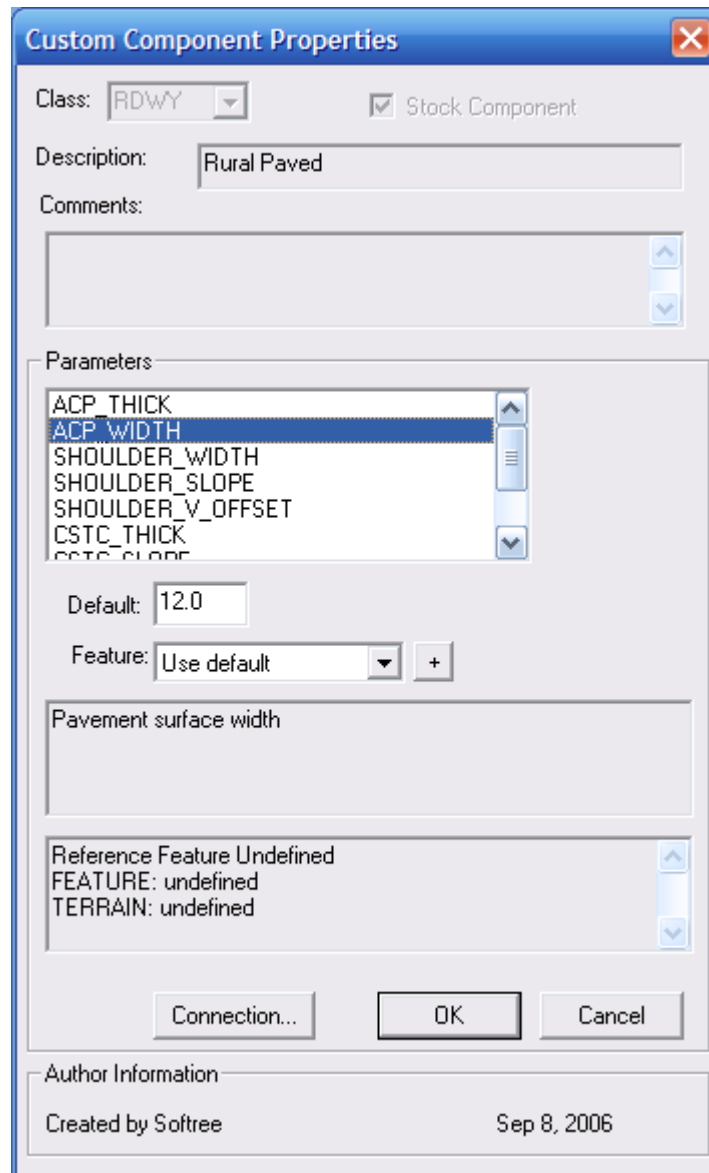 Custom Component Properties
Class: RDWY Stock Component
Description: Rural Paved
Comments:
Parameters
ACP_THICK
ACP_WIDTH
SHOULDER_WIDTH
SHOULDER_SLOPE
SHOULDER_V_OFFSET
CSTC_THICK
CSTC_SLOPE
Default: 12.0
Feature: Use default +
Pavement surface width
Reference Feature Undefined
FEATURE: undefined
TERRAIN: undefined
Connection... OK Cancel
Author Information
Created by Softree Sep 8, 2006